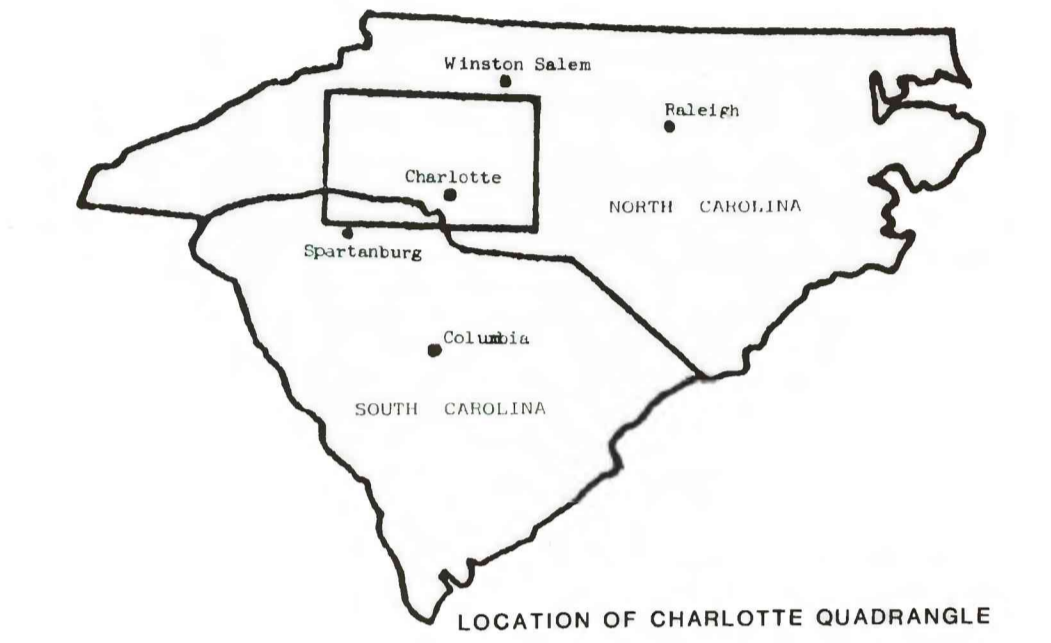 Winston Salem
Raleigh
Charlotte
NORTH CAROLINA
Spartanburg
Columbia
SOUTH CAROLINA
LOCATION OF CHARLOTTE QUADRANGLE